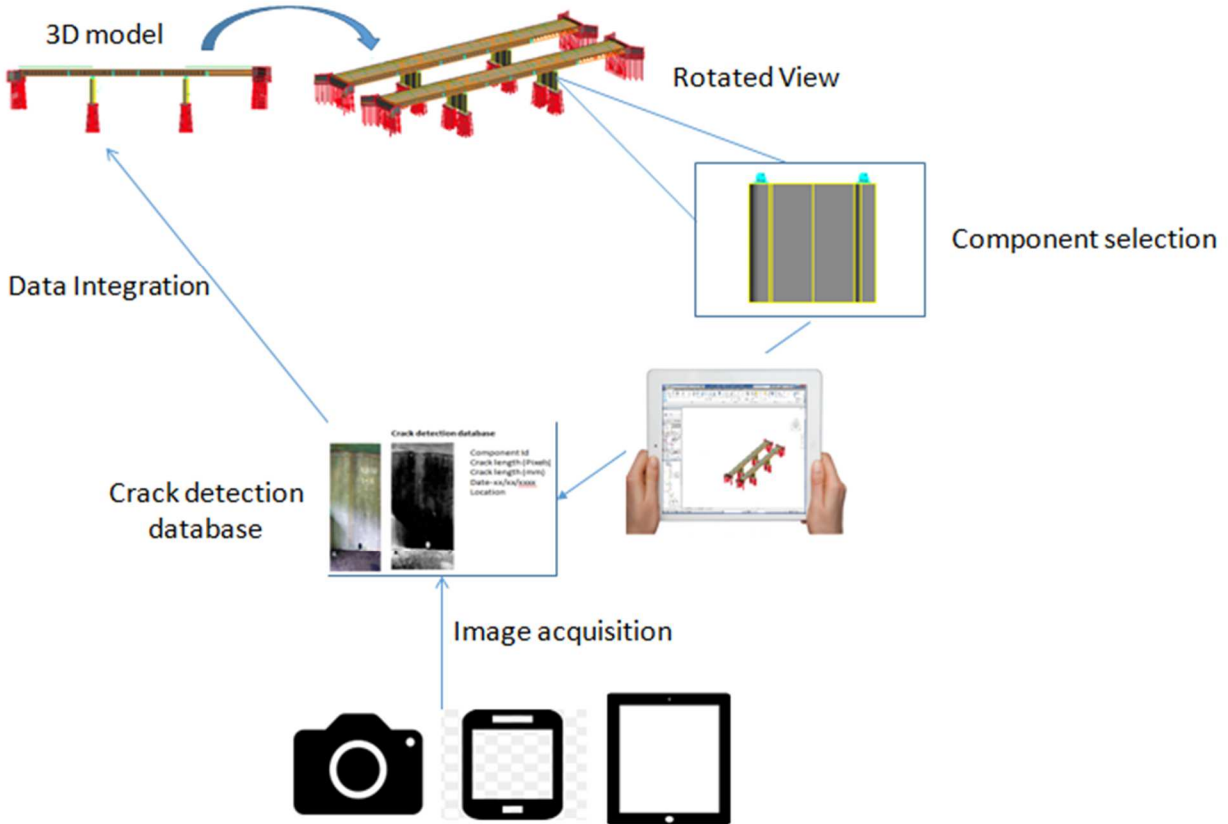 3D model
Rotated View
Component selection
Data Integration
Crack detection database
Component Id
Crack length (Pixels)
Crack length (mm)
Date-xx/xx/xxxx
Location
Crack detection
database
Image acquisition